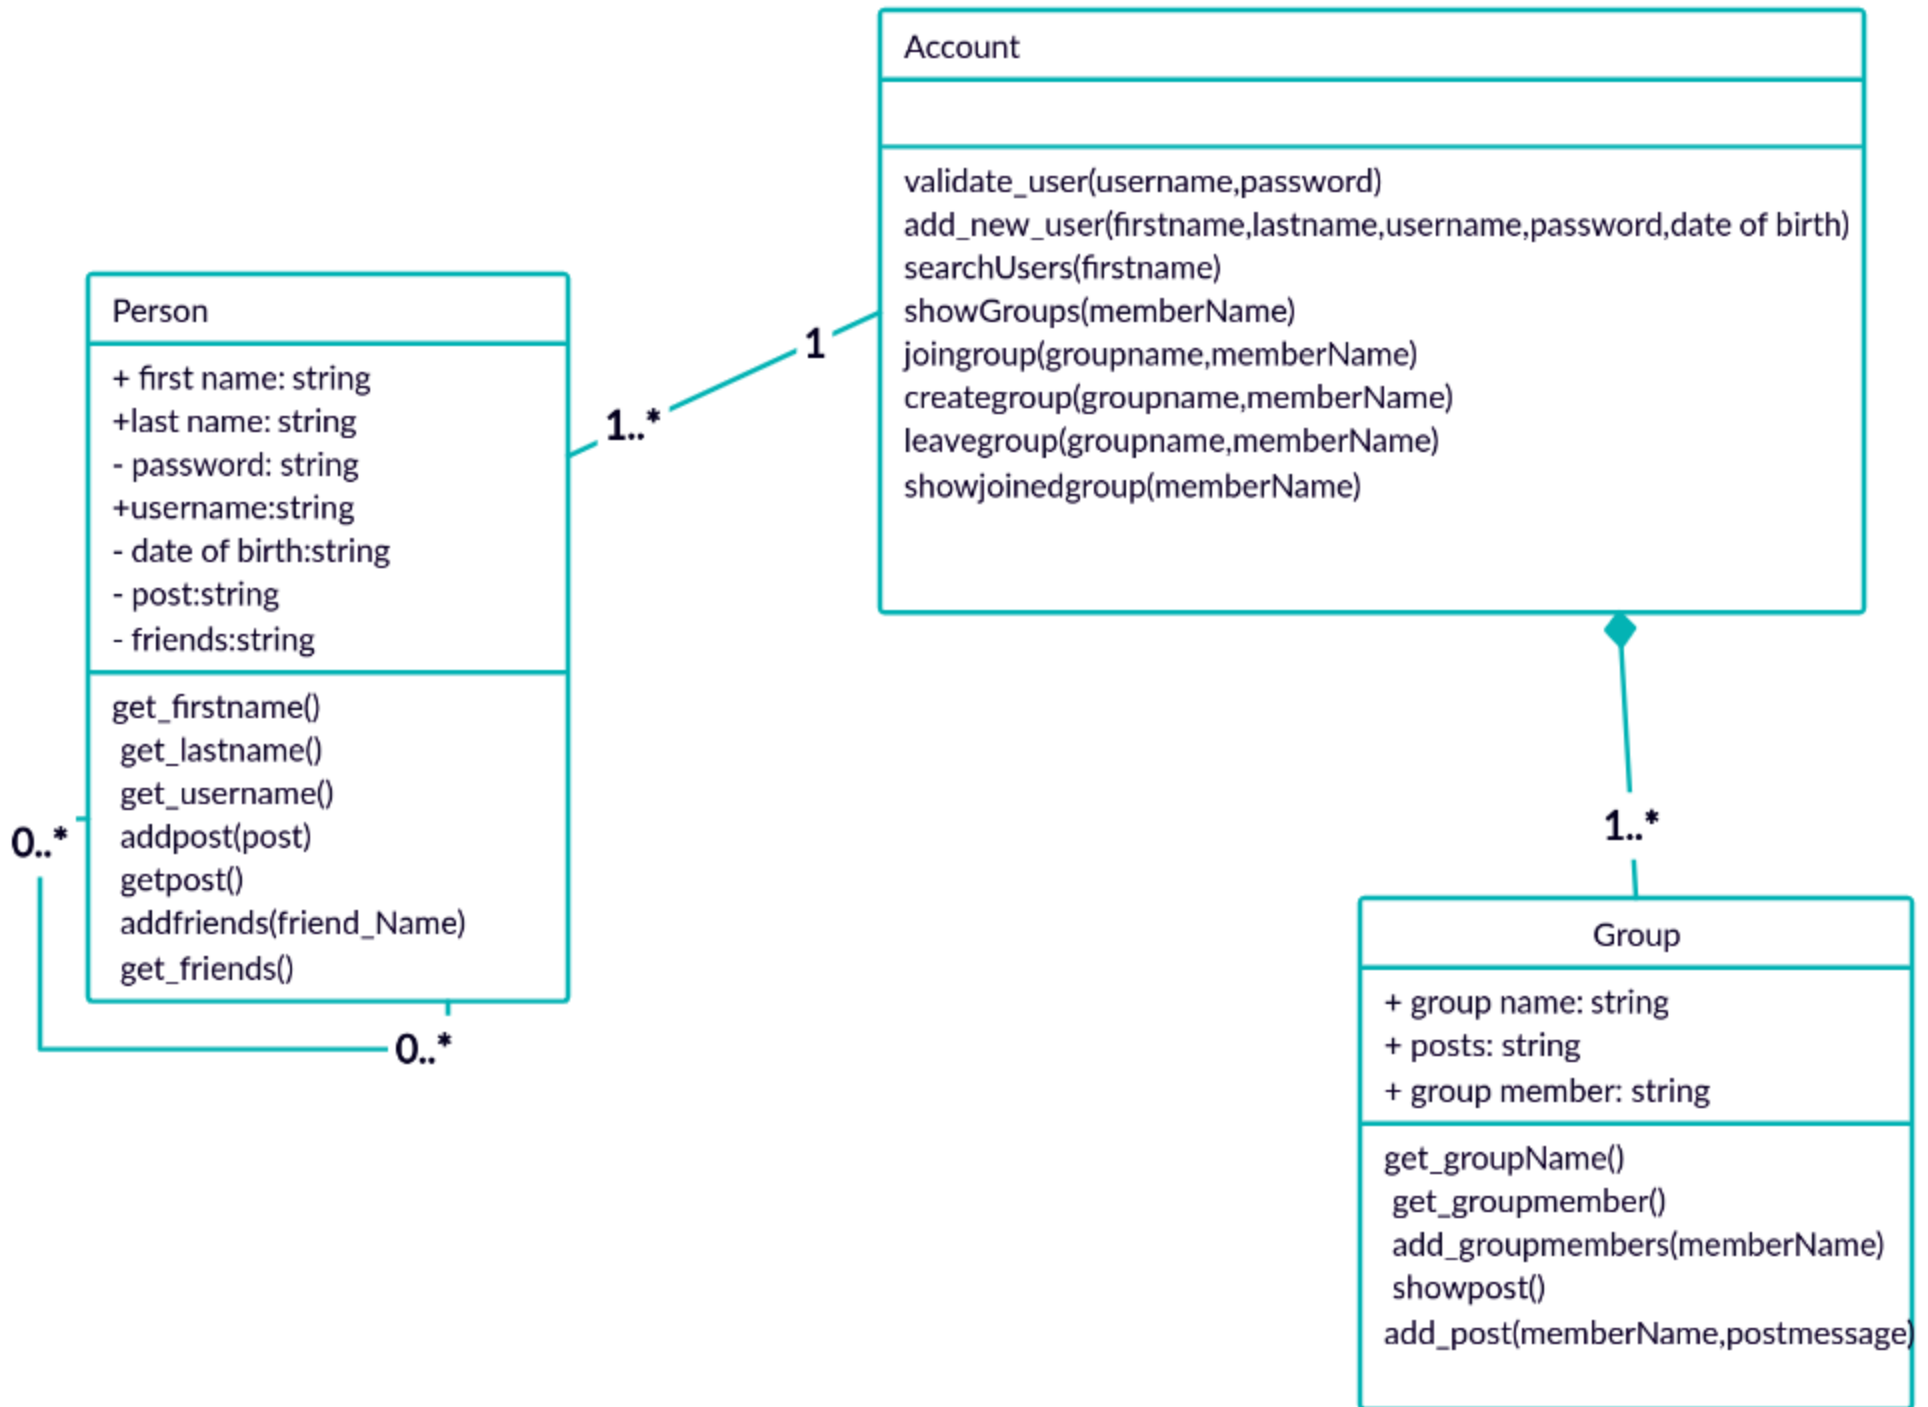 Account
validate_user(username,password)
add_new_user(firstname,lastname,username,password,date of birth)
searchUsers(firstname)
showGroups(memberName)
joingroup(groupname,memberName)
creategroup(groupname,memberName)
leavegroup(groupname,memberName)
showjoinedgroup(memberName)
Person
+ first name: string
+last name: string
- password: string
+username:string
- date of birth:string
- post:string
- friends:string
get_firstname()
get_lastname()
get_username()
addpost(post)
getpost()
addfriends(friend_Name)
get_friends()
1
1..*
0..*
0..*
1..*
Group
+ group name: string
+ posts: string
+ group member: string
get_groupName()
get_groupmember()
add_groupmembers(memberName)
showpost()
add_post(memberName,postmessage)